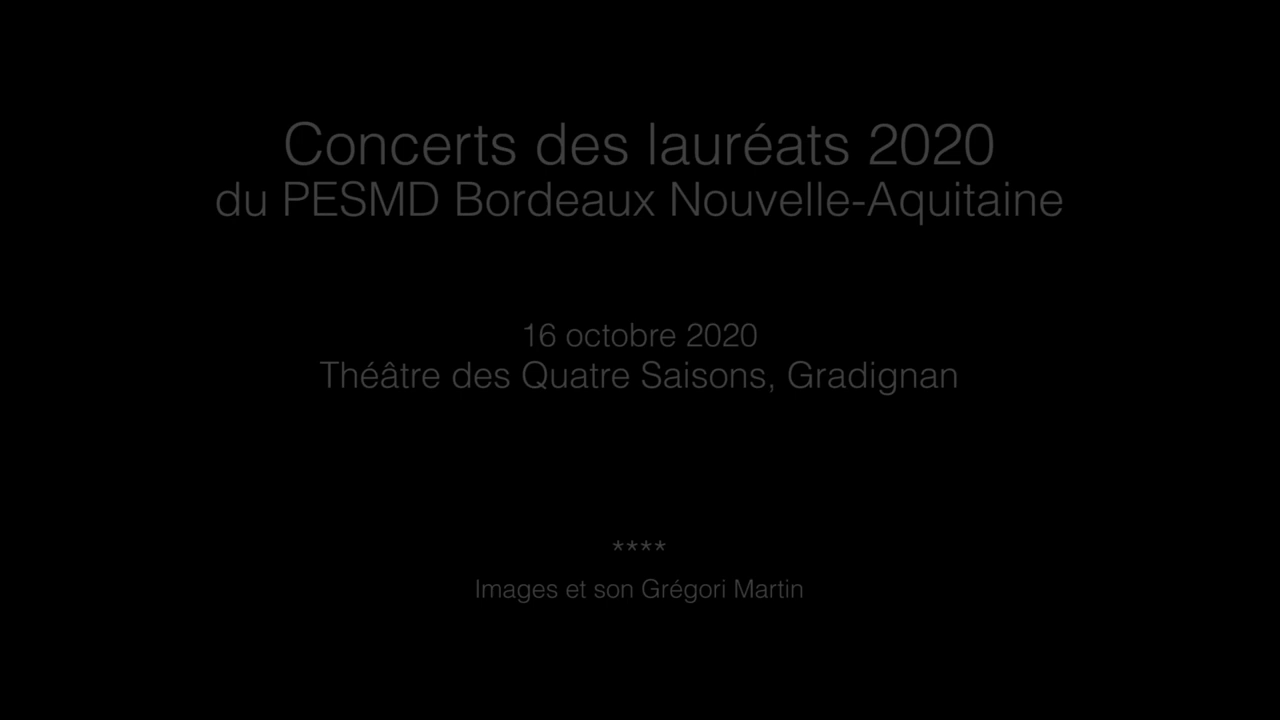 Concerts des lauréats 2020
du PESMD Bordeaux Nouvelle-Aquitaine
16 octobre 2020
Théâtre des Quatre Saisons, Gradignan
****
Images et son Grégori Martin